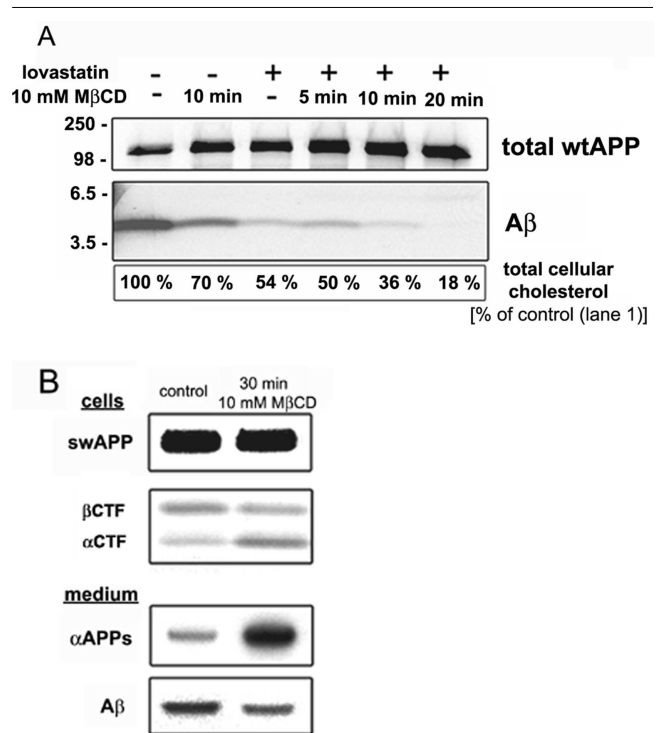 A
lovastatin - - + + + +
10 mM MβCD - 10 min - 5 min 10 min 20 min
250 -
98 -
total wtAPP
6.5 -
3.5 -
Aβ
100 % 70 % 54 % 50 % 36 % 18 %
total cellular
cholesterol
[% of control (lane 1)]
B
cells
control
30 min
10 mM MβCD
swAPP
βCTF
αCTF
medium
αAPPs
Aβ